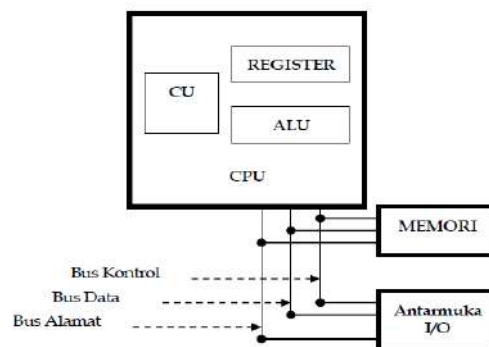 REGISTER
CU
ALU
CPU
MEMORI
Bus Kontrol
Bus Data
Bus Alamat
Antarmuka
I/O